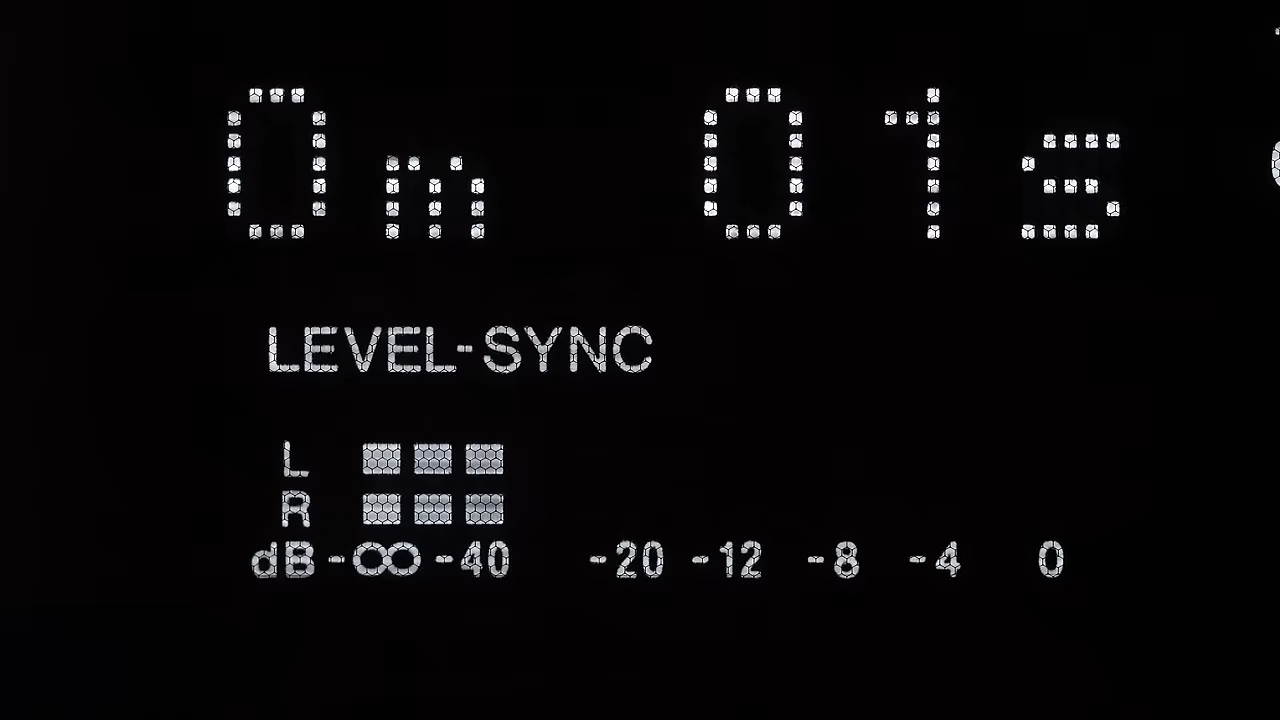 0m 01s
LEVEL-SYNC
L
R
dB -∞ -40 -20 -12 -8 -4 0